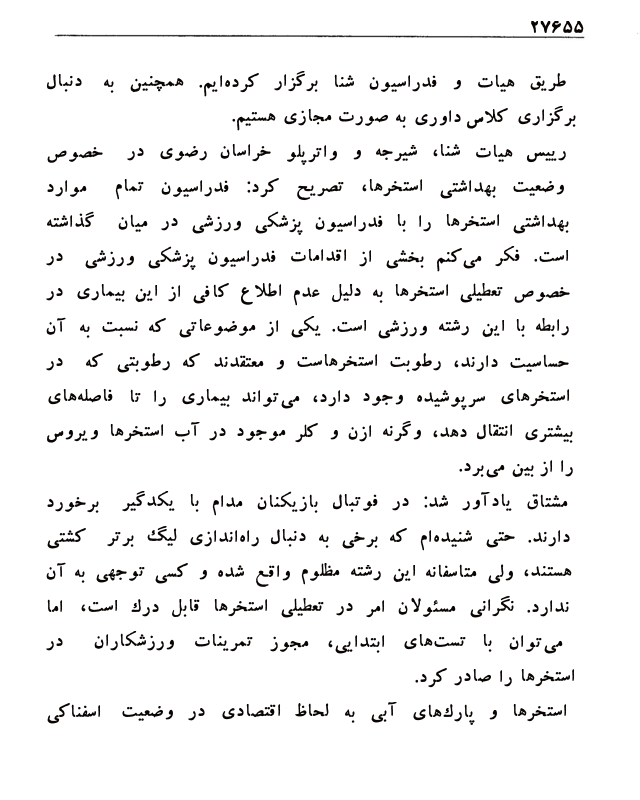 ۲۷۶۵۵
طریق هیات و فدراسیون شنا برگزار کرده‌ایم. همچنین به دنبال
برگزاری کلاس داوری به صورت مجازی هستیم.
رییس هیات شنا، شیرجه و واترپلو خراسان رضوی در خصوص
وضعیت بهداشتی استخرها، تصریح کرد: فدراسیون تمام موارد
بهداشتی استخرها را با فدراسیون پزشکی ورزشی در میان گذاشته
است. فکر می‌کنم بخشی از اقدامات فدراسیون پزشکی ورزشی در
خصوص تعطیلی استخرها به دلیل عدم اطلاع کافی از این بیماری در
رابطه با این رشته ورزشی است. یکی از موضوعاتی که نسبت به آن
حساسیت دارند، رطوبت استخرهاست و معتقدند که رطوبتی که در
استخرهای سرپوشیده وجود دارد، می‌تواند بیماری را تا فاصله‌های
بیشتری انتقال دهد، وگرنه ازن و کلر موجود در آب استخرها ویروس
را از بین می‌برد.
مشتاق یادآور شد: در فوتبال بازیکنان مدام با یکدگیر برخورد
دارند. حتی شنیده‌ام که برخی به دنبال راه‌اندازی لیگ برتر کشتی
هستند، ولی متاسفانه این رشته مظلوم واقع شده و کسی توجهی به آن
ندارد. نگرانی مسئولان امر در تعطیلی استخرها قابل درك است، اما
می‌توان با تست‌های ابتدایی، مجوز تمرینات ورزشکاران در
استخرها را صادر کرد.
استخرها و پارك‌های آبی به لحاظ اقتصادی در وضعیت اسفناکی